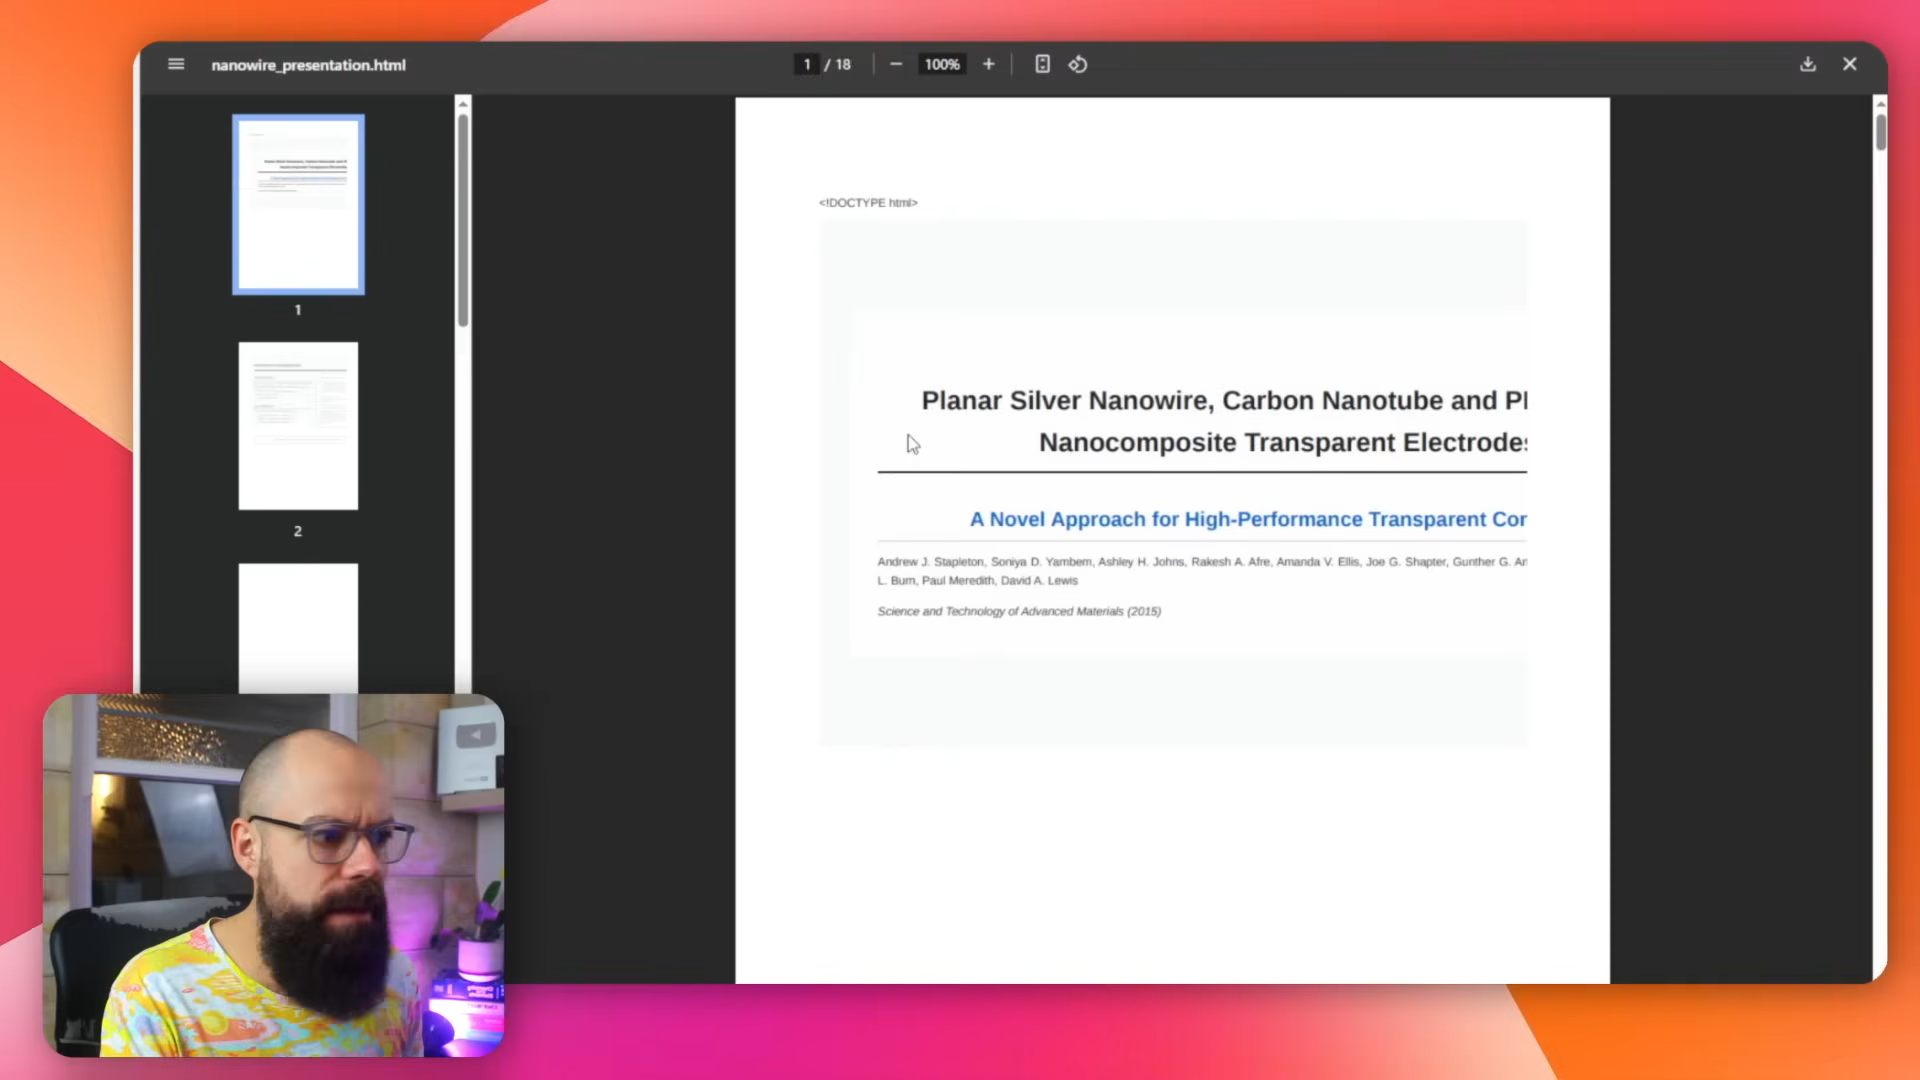 nanowire_presentation.html
1 / 18
100%
1
2
<!DOCTYPE html>
Planar Silver Nanowire, Carbon Nanotube and Pl
Nanocomposite Transparent Electrodes
A Novel Approach for High-Performance Transparent Cor
Andrew J. Stapleton, Soniya D. Yambem, Ashley H. Johns, Rakesh A. Afre, Amanda V. Ellis, Joe G. Shapter, Gunther G. An
L. Burn, Paul Meredith, David A. Lewis
Science and Technology of Advanced Materials (2015)